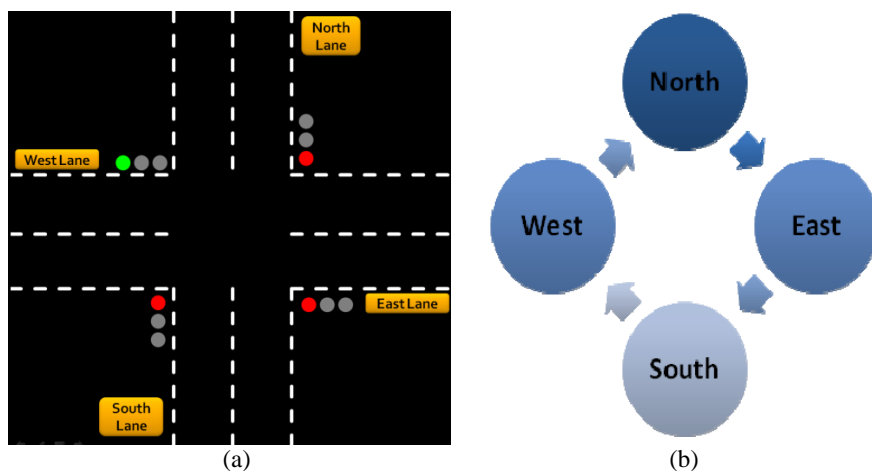 North
Lane
West Lane
East Lane
South
Lane
(a)
North
West
East
South
(b)